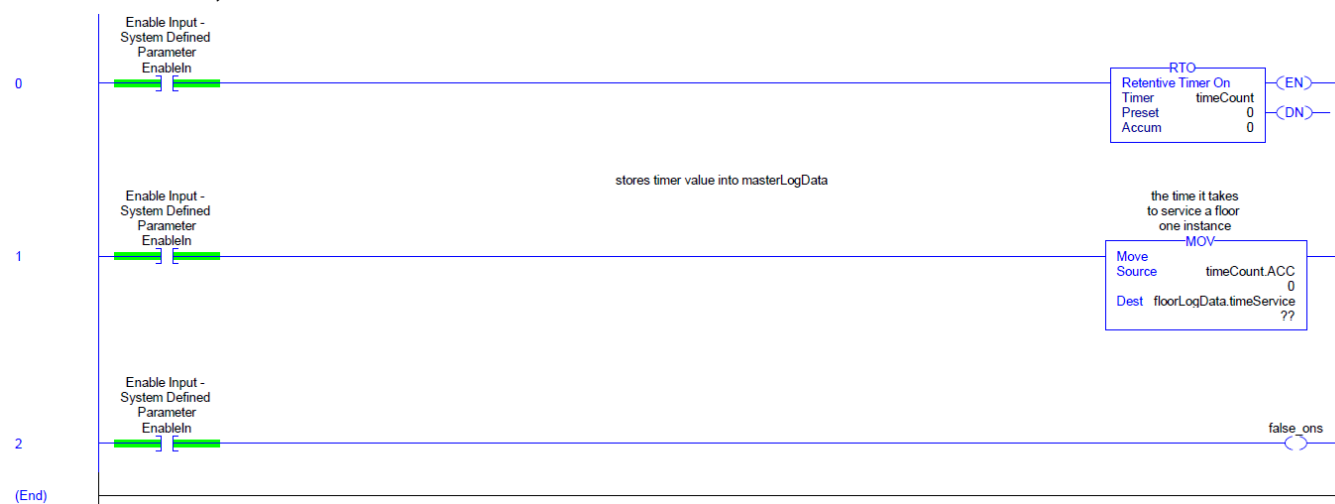 Enable Input -
System Defined
Parameter
EnableIn
0
RTO
Retentive Timer On
Timer timeCount
Preset 0
Accum 0
EN
DN
stores timer value into masterLogData
Enable Input -
System Defined
Parameter
EnableIn
1
the time it takes
to service a floor
one instance
MOV
Move
Source timeCount.ACC
0
Dest floorLogData.timeService
??
Enable Input -
System Defined
Parameter
EnableIn
2
false_ons
(End)